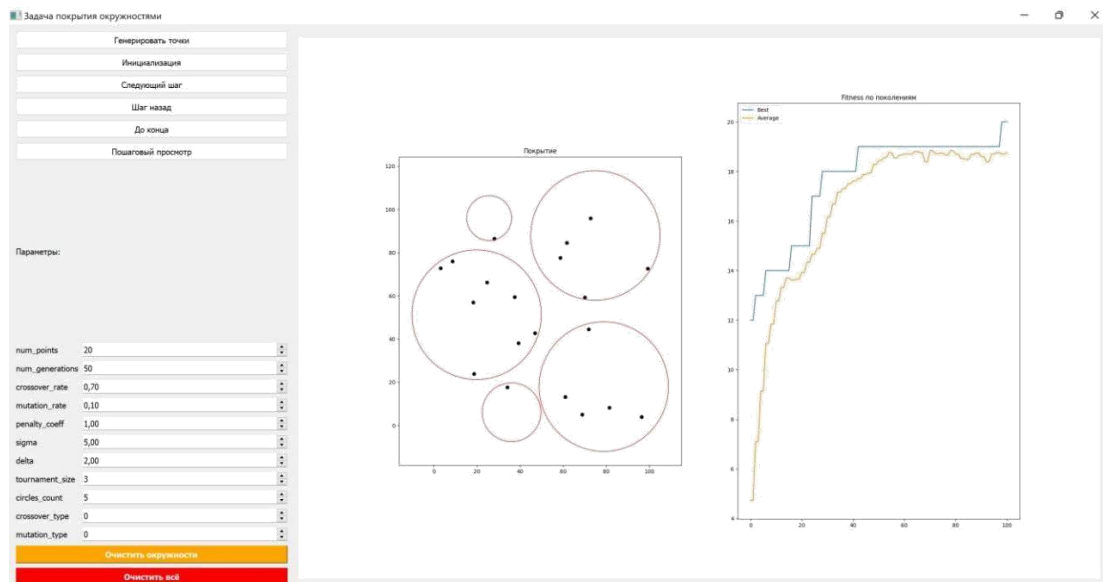 Задача покрытия окружностями
Генерировать точки
Инициализация
Следующий шаг
Шаг назад
До конца
Пошаговый просмотр
Параметры:
num_points 20
num_generations 50
crossover_rate 0,70
mutation_rate 0,10
penalty_coeff 1,00
sigma 5,00
delta 2,00
tournament_size 3
circles_count 5
crossover_type 0
mutation_type 0
Очистить окружности
Очистить всё
Покрытие
120
100
80
60
40
20
0
0 20 40 60 80 100
Fitness по поколениям
Best
Average
20
18
16
14
12
10
8
6
4
0 20 40 60 80 100